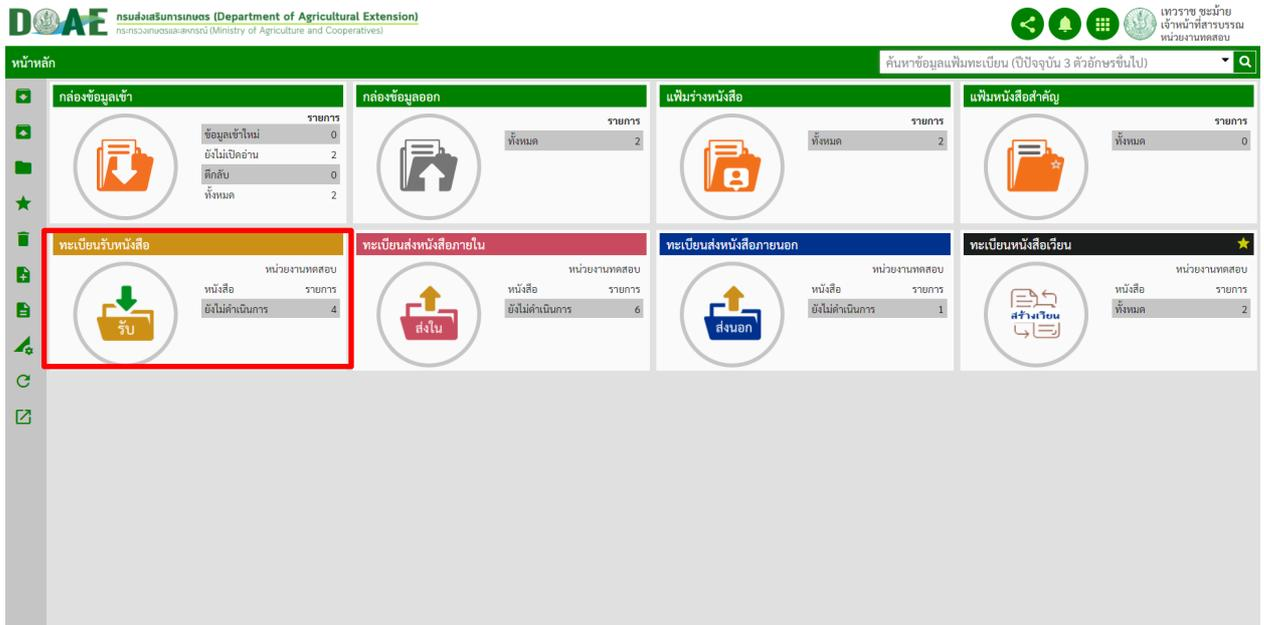 DOAE
กรมส่งเสริมการเกษตร (Department of Agricultural Extension)
กระทรวงเกษตรและสหกรณ์ (Ministry of Agriculture and Cooperatives)
เทวราช ชะม้าย
เจ้าหน้าที่สารบรรณ
หน่วยงานทดสอบ
หน้าหลัก
ค้นหาข้อมูลแฟ้มทะเบียน (ปีปัจจุบัน 3 ตัวอักษรขึ้นไป)
กล่องข้อมูลเข้า
รายการ
ข้อมูลเข้าใหม่ 0
ยังไม่เปิดอ่าน 2
ตีกลับ 0
ทั้งหมด 2
กล่องข้อมูลออก
รายการ
ทั้งหมด 2
แฟ้มร่างหนังสือ
รายการ
ทั้งหมด 2
แฟ้มหนังสือสำคัญ
รายการ
ทั้งหมด 0
ทะเบียนรับหนังสือ
หน่วยงานทดสอบ
หนังสือ รายการ
ยังไม่ดำเนินการ 4
รับ
ทะเบียนส่งหนังสือภายใน
หน่วยงานทดสอบ
หนังสือ รายการ
ยังไม่ดำเนินการ 6
ส่งใน
ทะเบียนส่งหนังสือภายนอก
หน่วยงานทดสอบ
หนังสือ รายการ
ยังไม่ดำเนินการ 1
ส่งนอก
ทะเบียนหนังสือเวียน
หน่วยงานทดสอบ
หนังสือ รายการ
ทั้งหมด 2
สร้างเวียน